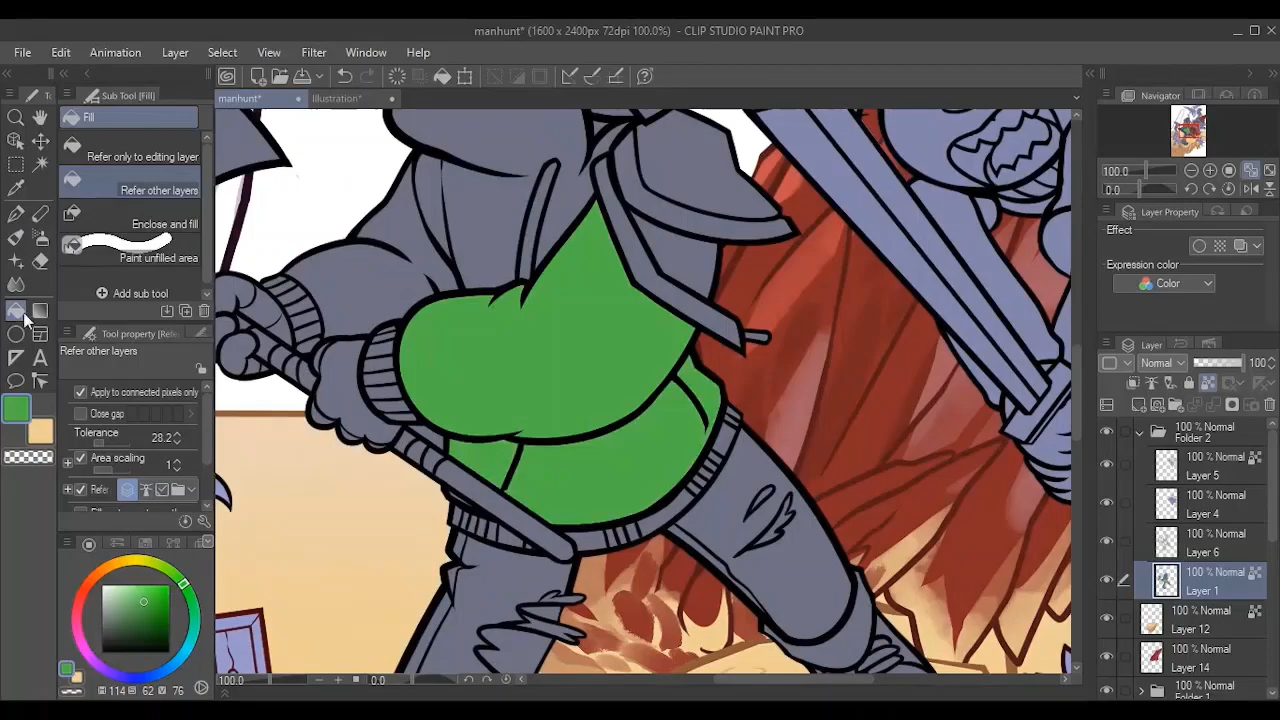 manhunt* (1600 x 2400px 72dpi 100.0%) - CLIP STUDIO PAINT PRO
File Edit Animation Layer Select View Filter Window Help
Sub Tool [Fill]
manhunt*
Illustration*
Navigator
Fill
Refer only to editing layer
Refer other layers
Enclose and fill
Paint unfilled area
Add sub tool
Tool property [Refe
Refer other layers
Apply to connected pixels only
Close gap
Tolerance
28.2
Area scaling
1
Refer
114 62 76
100.0
0.0
100.0
0.0
Layer Property
Effect
Expression color
Color
Layer
Normal
100
100 % Normal
Folder 2
100 % Normal
Layer 5
100 % Normal
Layer 4
100 % Normal
Layer 6
100 % Normal
Layer 1
100 % Normal
Layer 12
100 % Normal
Layer 14
100 % Normal
Folder 1